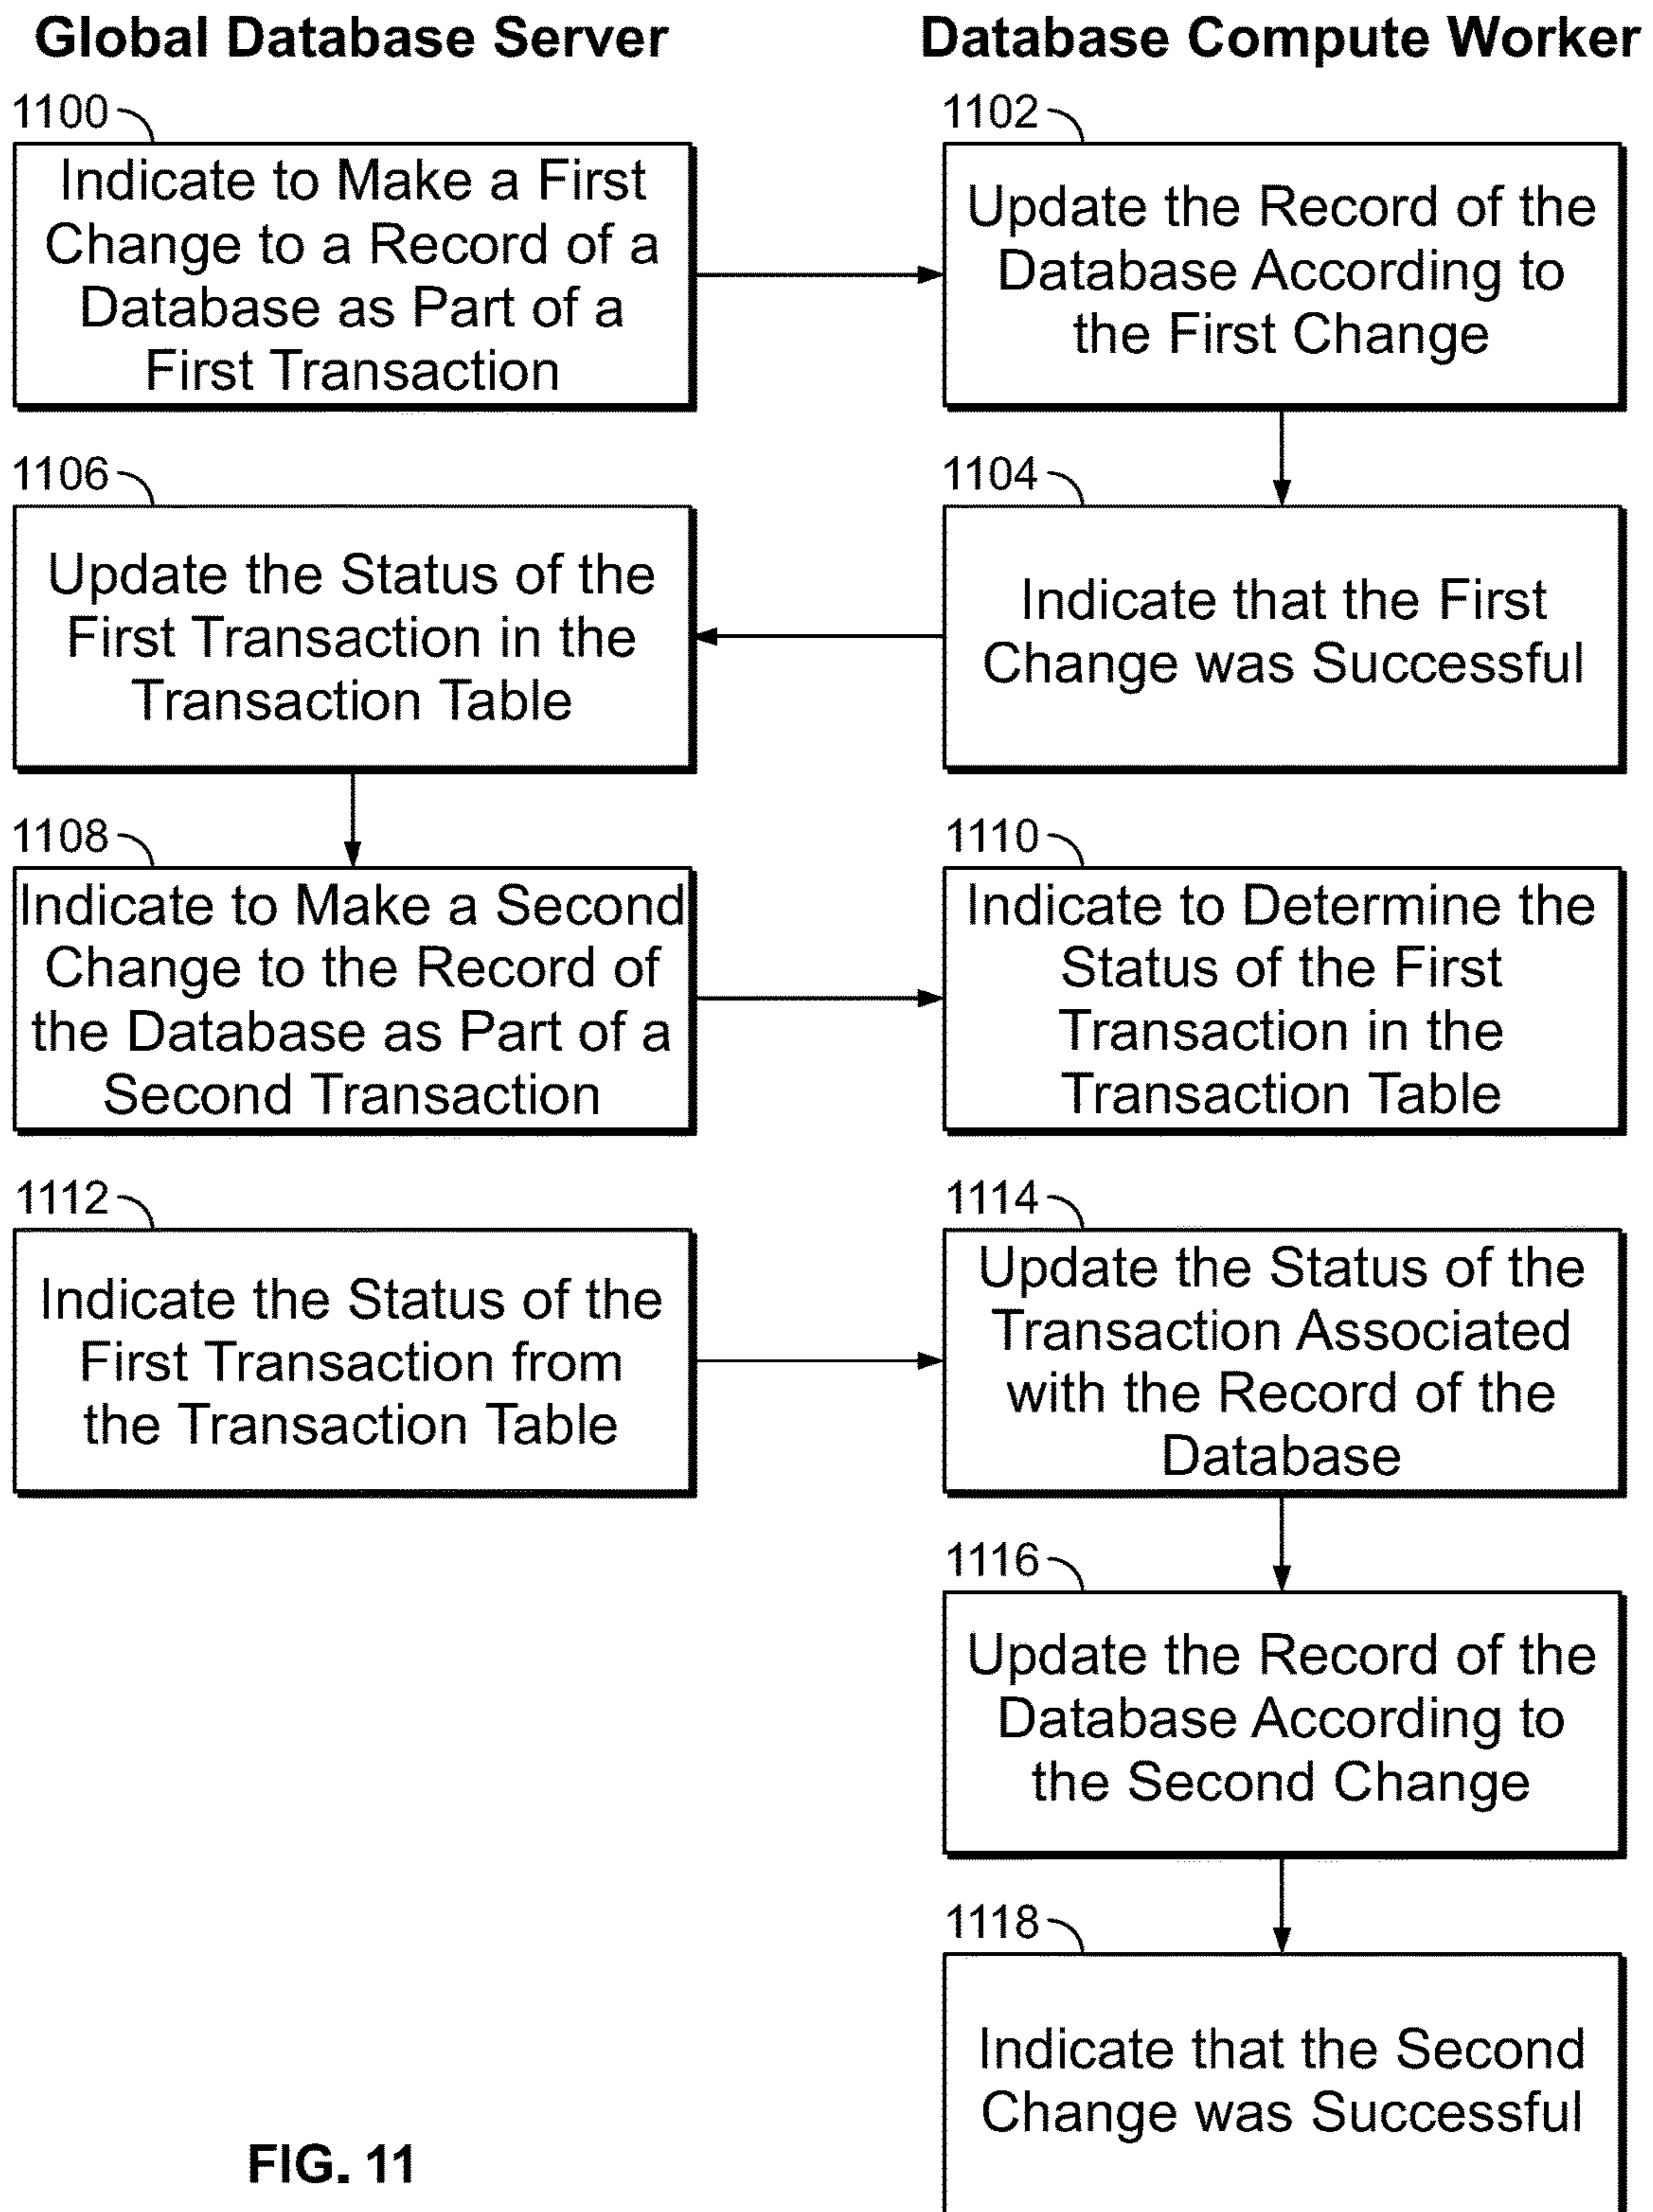 Global Database Server
Database Compute Worker
1100
Indicate to Make a First
Change to a Record of a
Database as Part of a
First Transaction
1102
Update the Record of the
Database According to
the First Change
1106
Update the Status of the
First Transaction in the
Transaction Table
1104
Indicate that the First
Change was Successful
1108
Indicate to Make a Second
Change to the Record of
the Database as Part of a
Second Transaction
1110
Indicate to Determine the
Status of the First
Transaction in the
Transaction Table
1112
Indicate the Status of the
First Transaction from
the Transaction Table
1114
Update the Status of the
Transaction Associated
with the Record of the
Database
1116
Update the Record of the
Database According to
the Second Change
1118
Indicate that the Second
Change was Successful
FIG. 11